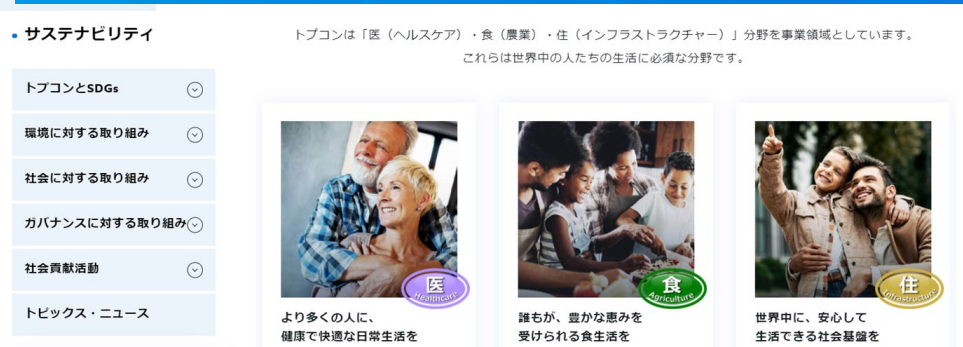 サステナビリティ
トプコンとSDGs
環境に対する取り組み
社会に対する取り組み
ガバナンスに対する取り組み
社会貢献活動
トピックス・ニュース
トプコンは「医（ヘルスケア）・食（農業）・住（インフラストラクチャー）」分野を事業領域としています。
これらは世界中の人たちの生活に必須な分野です。
医
Healthcare
より多くの人に、
健康で快適な日常生活を
食
Agriculture
誰もが、豊かな恵みを
受けられる食生活を
住
Infrastructure
世界中に、安心して
生活できる社会基盤を